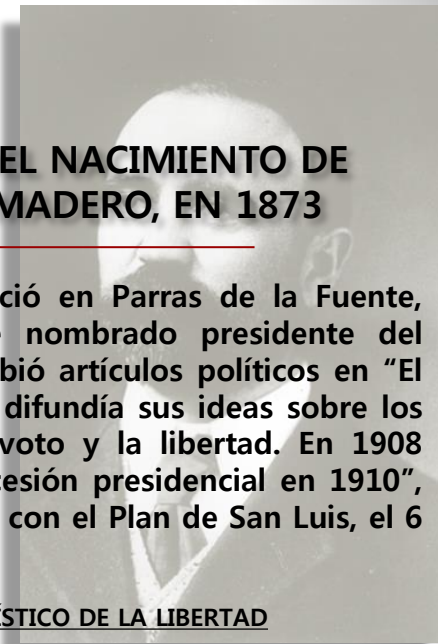 EL NACIMIENTO DE
MADERO, EN 1873
ció en Parras de la Fuente,
nombrado presidente del
bió artículos políticos en “El
difundía sus ideas sobre los
voto y la libertad. En 1908
cesión presidencial en 1910”,
con el Plan de San Luis, el 6
ÍSTICO DE LA LIBERTAD